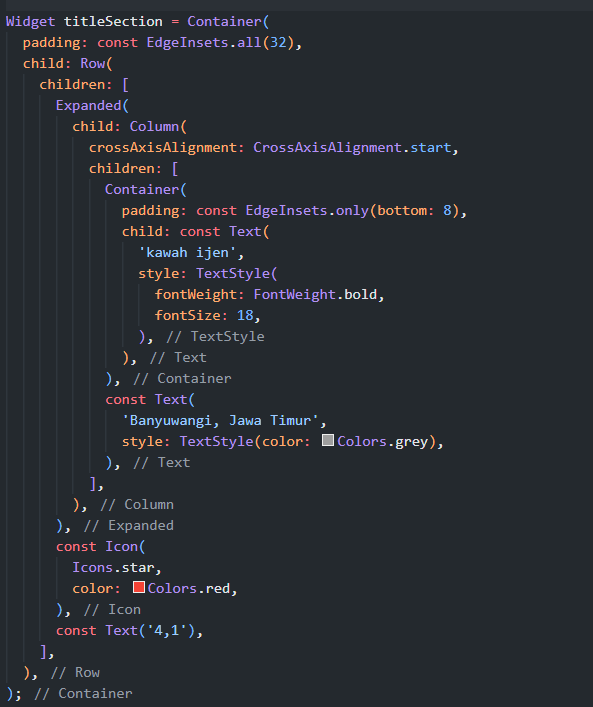 Widget titleSection = Container(
  padding: const EdgeInsets.all(32),
  child: Row(
    children: [
      Expanded(
        child: Column(
          crossAxisAlignment: CrossAxisAlignment.start,
          children: [
            Container(
              padding: const EdgeInsets.only(bottom: 8),
              child: const Text(
                'kawah ijen',
                style: TextStyle(
                  fontWeight: FontWeight.bold,
                  fontSize: 18,
                ), // TextStyle
              ), // Text
            ), // Container
            const Text(
              'Banyuwangi, Jawa Timur',
              style: TextStyle(color: Colors.grey),
            ), // Text
          ],
        ), // Column
      ), // Expanded
      const Icon(
        Icons.star,
        color: Colors.red,
      ), // Icon
      const Text('4,1'),
    ],
  ), // Row
); // Container